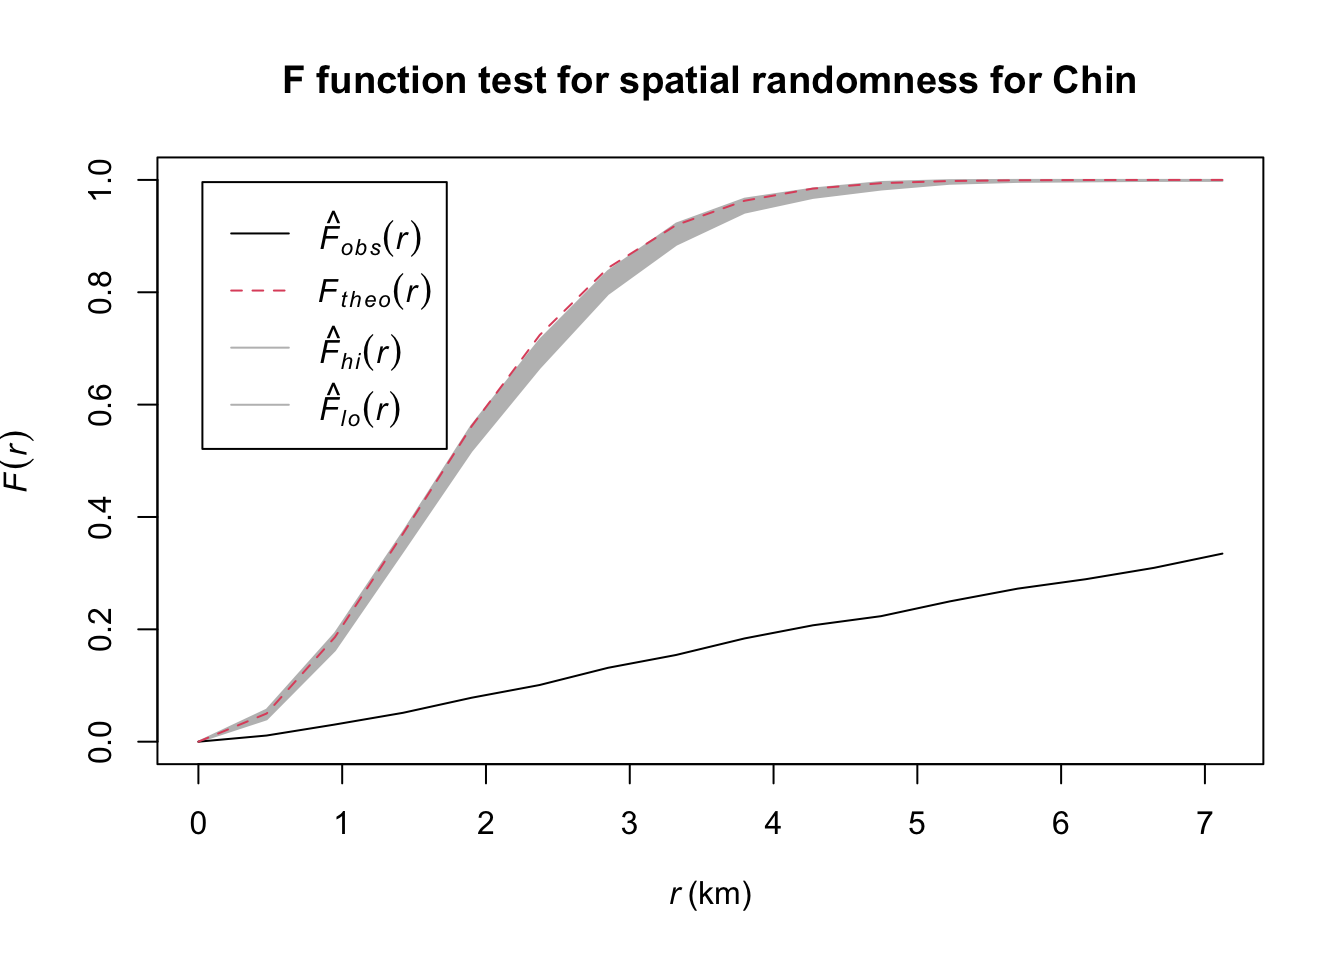 F function test for spatial randomness for Chin
F̂obs(r)
Ftheo(r)
F̂hi(r)
F̂lo(r)
F(r)
1.0
0.8
0.6
0.4
0.2
0.0
0 1 2 3 4 5 6 7
r (km)